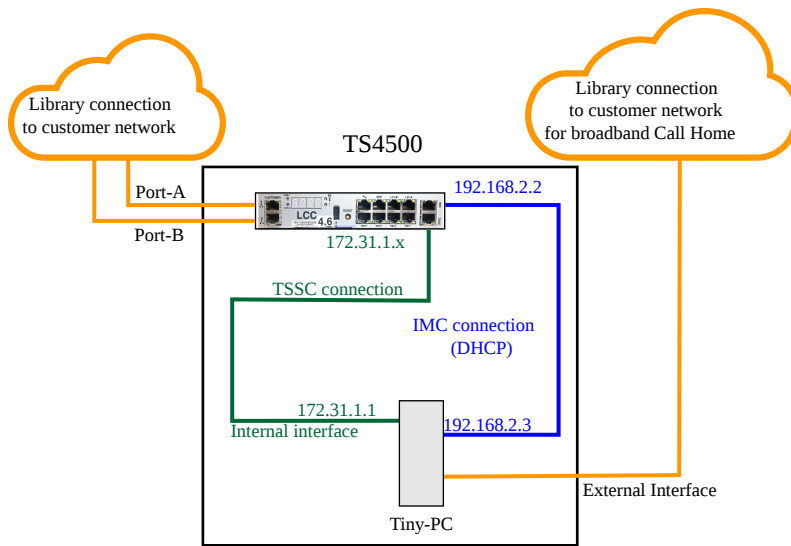 Library connection
to customer network
Library connection
to customer network
for broadband Call Home
TS4500
Port-A
Port-B
CUSTOMER
LCC
4.6
192.168.2.2
172.31.1.x
TSSC connection
IMC connection
(DHCP)
172.31.1.1
Internal interface
192.168.2.3
External Interface
Tiny-PC